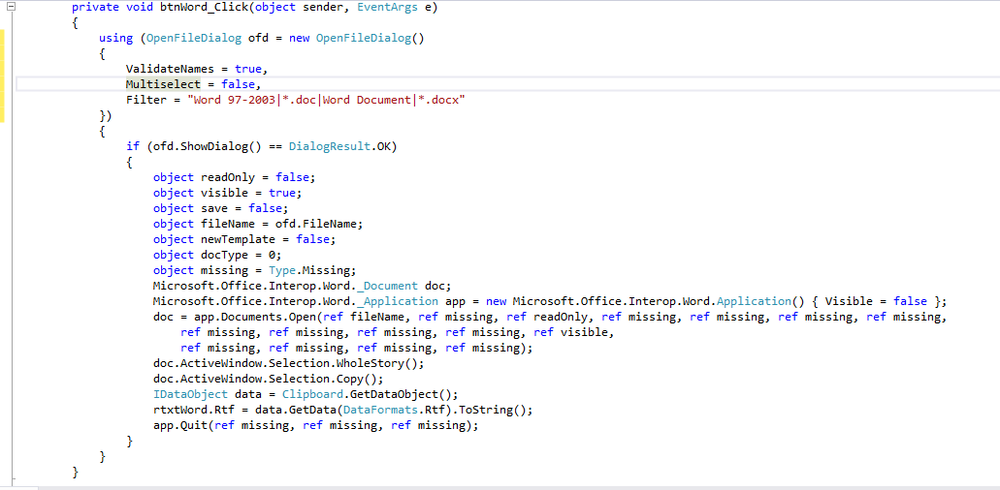 private void btnWord_Click(object sender, EventArgs e)
{
using (OpenFileDialog ofd = new OpenFileDialog()
{
ValidateNames = true,
Multiselect = false,
Filter = "Word 97-2003|*.doc|Word Document|*.docx"
})
{
if (ofd.ShowDialog() == DialogResult.OK)
{
object readOnly = false;
object visible = true;
object save = false;
object fileName = ofd.FileName;
object newTemplate = false;
object docType = 0;
object missing = Type.Missing;
Microsoft.Office.Interop.Word._Document doc;
Microsoft.Office.Interop.Word._Application app = new Microsoft.Office.Interop.Word.Application() { Visible = false };
doc = app.Documents.Open(ref fileName, ref missing, ref readOnly, ref missing, ref missing, ref missing, ref missing,
ref missing, ref missing, ref missing, ref missing, ref visible,
ref missing, ref missing, ref missing, ref missing);
doc.ActiveWindow.Selection.WholeStory();
doc.ActiveWindow.Selection.Copy();
IDataObject data = Clipboard.GetDataObject();
rtxtWord.Rtf = data.GetData(DataFormats.Rtf).ToString();
app.Quit(ref missing, ref missing, ref missing);
}
}
}